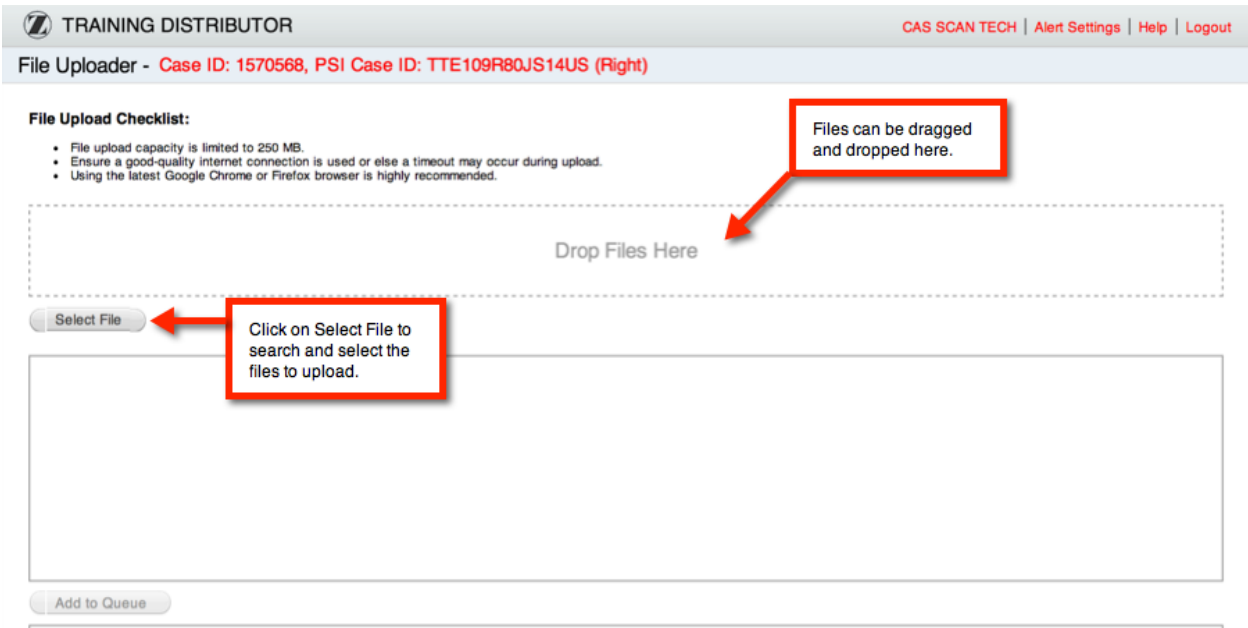 TRAINING DISTRIBUTOR
CAS SCAN TECH | Alert Settings | Help | Logout
File Uploader - Case ID: 1570568, PSI Case ID: TTE109R80JS14US (Right)
File Upload Checklist:
• File upload capacity is limited to 250 MB.
• Ensure a good-quality internet connection is used or else a timeout may occur during upload.
• Using the latest Google Chrome or Firefox browser is highly recommended.
Files can be dragged
and dropped here.
Drop Files Here
Select File
Click on Select File to
search and select the
files to upload.
Add to Queue